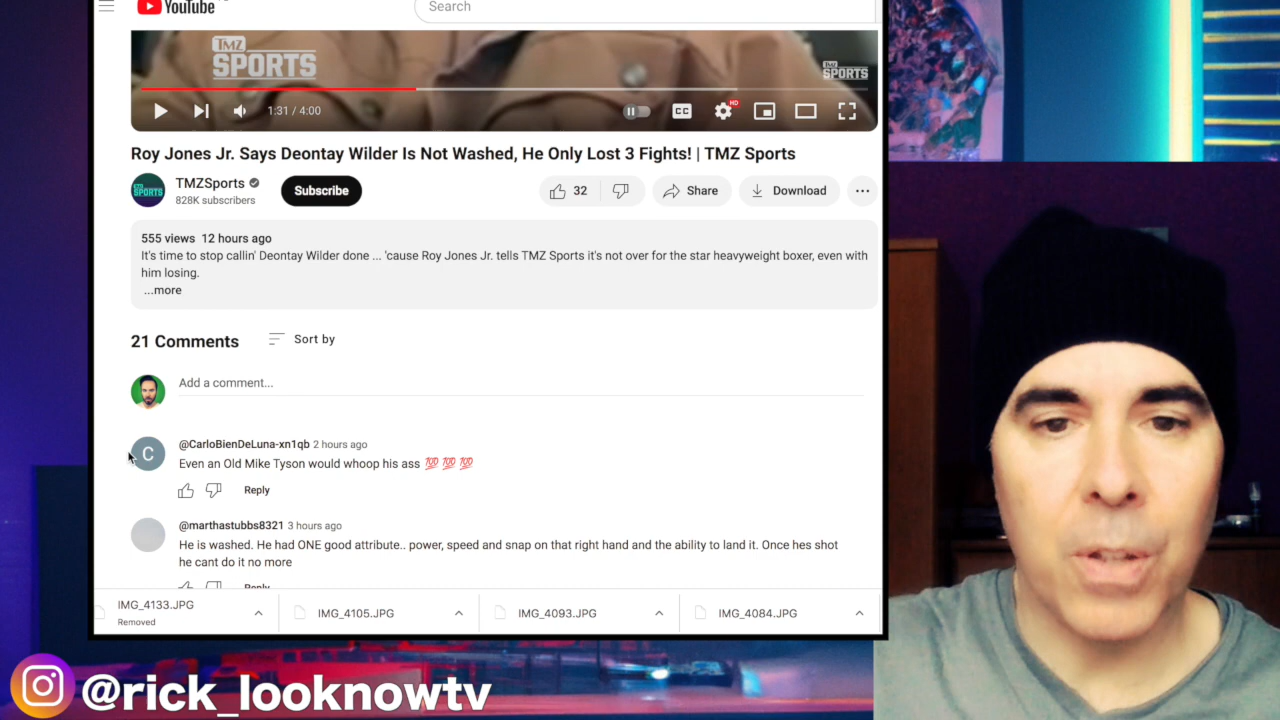 YouTube
Search
TMZ
SPORTS
TMZ
SPORTS
1:31 / 4:00
CC
HD
Roy Jones Jr. Says Deontay Wilder Is Not Washed, He Only Lost 3 Fights! | TMZ Sports
TMZSports
828K subscribers
Subscribe
32
Share
Download
555 views 12 hours ago
It's time to stop callin' Deontay Wilder done ... 'cause Roy Jones Jr. tells TMZ Sports it's not over for the star heavyweight boxer, even with
him losing.
...more
21 Comments
Sort by
Add a comment...
@CarloBienDeLuna-xn1qb 2 hours ago
C
Even an Old Mike Tyson would whoop his ass 💯 💯 💯
Reply
@marthastubbs8321 3 hours ago
He is washed. He had ONE good attribute.. power, speed and snap on that right hand and the ability to land it. Once hes shot
he cant do it no more
Reply
IMG_4133.JPG
Removed
IMG_4105.JPG
IMG_4093.JPG
IMG_4084.JPG
@rick_looknowtv